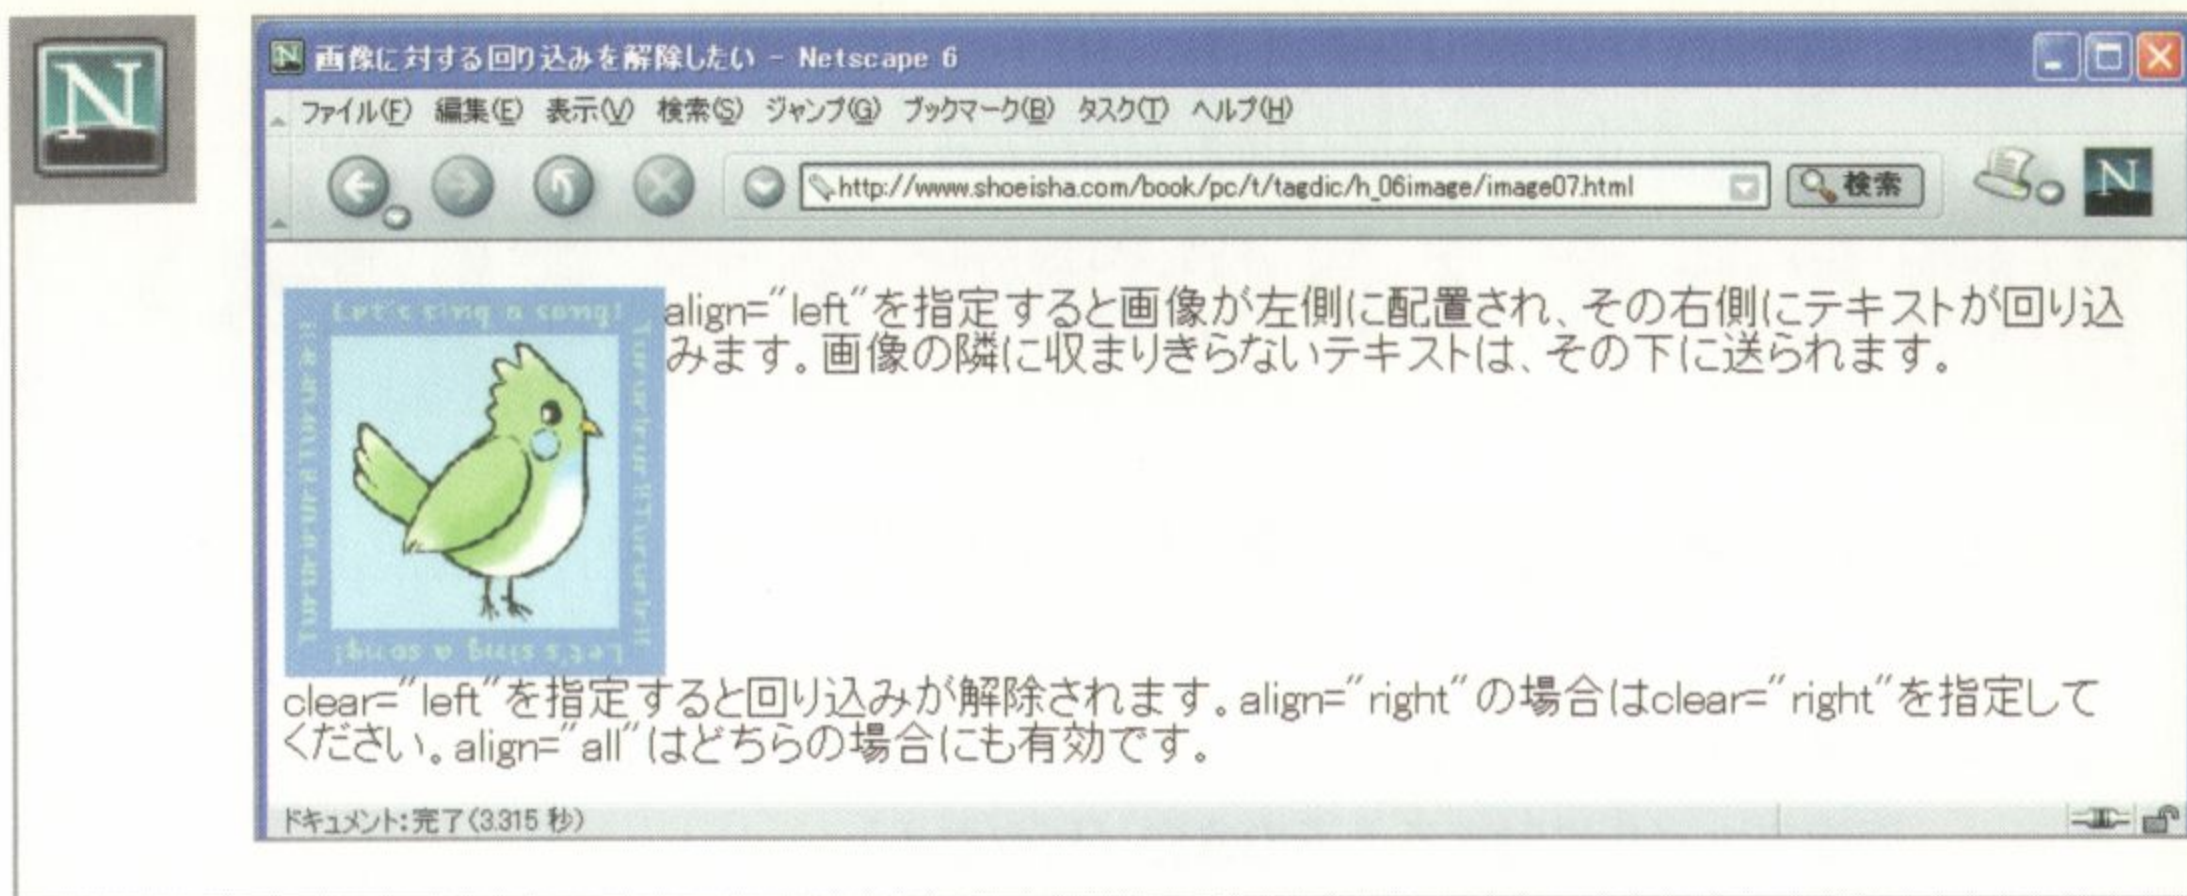 N
画像に対する回り込みを解除したい - Netscape 6
ファイル(F) 編集(E) 表示(V) 検索(S) ジャンプ(G) ブックマーク(B) タスク(T) ヘルプ(H)
http://www.shoeisha.com/book/pc/t/tagdic/h_06image/image07.html 検索 N
Let's sing a song!
align="left"を指定すると画像が左側に配置され、その右側にテキストが回り込
みます。画像の隣に収まりきらないテキストは、その下に送られます。
Let's sing a song!
clear="left"を指定すると回り込みが解除されます。align="right"の場合はclear="right"を指定して
ください。align="all"はどちらの場合にも有効です。
ドキュメント:完了(3.315 秒)